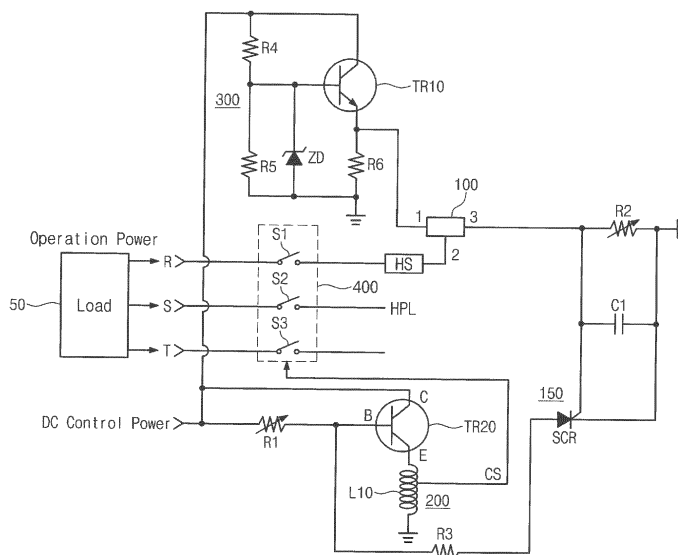 R4
300
TR10
R5
ZD
R6
100
1
3
2
R2
Operation Power
S1
R
HS
50
Load
S
S2
400
HPL
C1
T
S3
DC Control Power
R1
B
C
TR20
E
150
SCR
CS
L10
200
R3